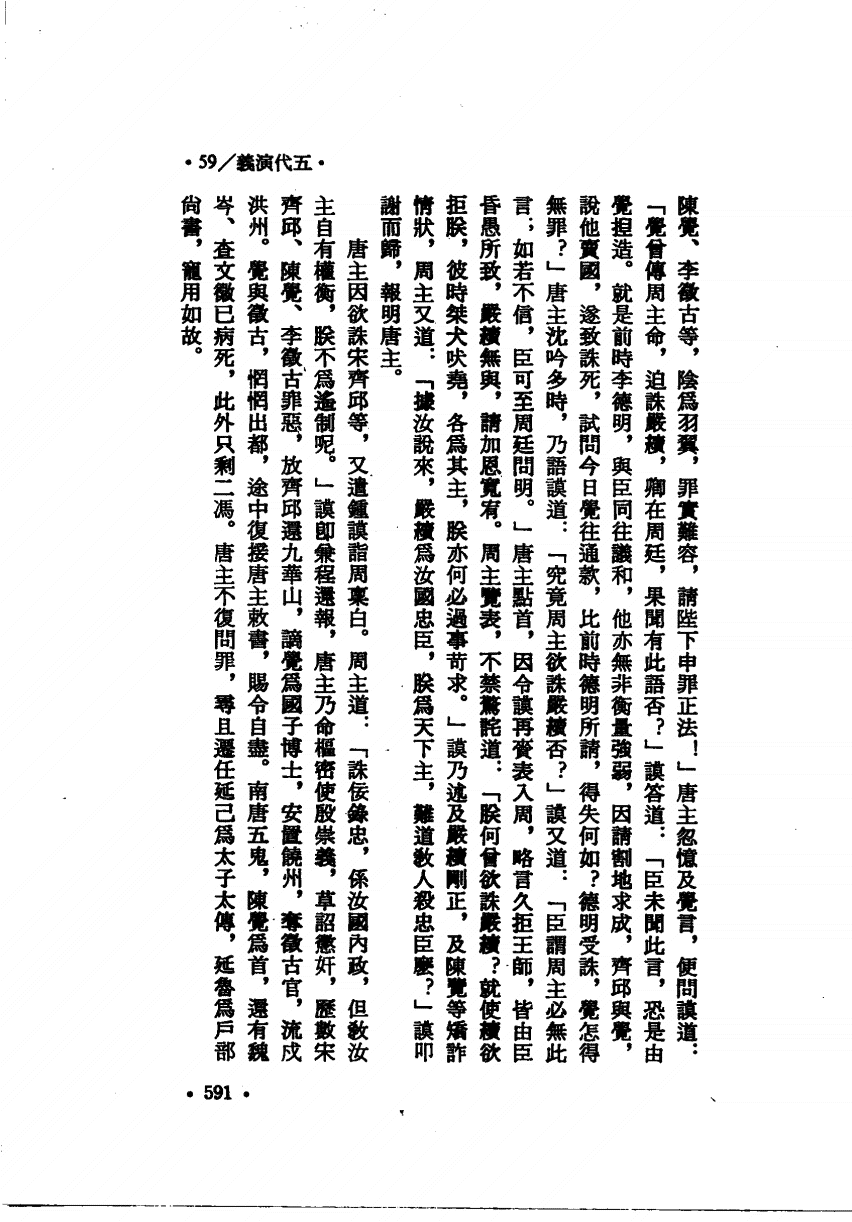 •59／義演代五•
陳覺、李徵古等，陰爲羽翼，罪實難容，請陛下申罪正法！」唐主忽憶及覺言，便問謨道：
「覺曾傳周主命，迫誅嚴續，卿在周廷，果聞有此語否？」謨答道：「臣未聞此言，恐是由
覺捏造。就是前時李德明，與臣同往議和，他亦無非衡量強弱，因請割地求成，齊邱與覺，
說他賣國，遂致誅死，試問今日覺往通款，比前時德明所請，得失何如？德明受誅，覺怎得
無罪？」唐主沈吟多時，乃語謨道：「究竟周主欲誅嚴續否？」謨又道：「臣謂周主必無此
言；如若不信，臣可至周廷問明。」唐主點首，因令謨再賫表入周，略言久拒王師，皆由臣
昏愚所致，嚴續無與，請加恩寬宥。周主覽表，不禁驚詫道：「朕何曾欲誅嚴續？就使續欲
拒朕，彼時桀犬吠堯，各爲其主，朕亦何必過事苛求。」謨乃述及嚴續剛正，及陳覽等矯詐
情狀，周主又道：「據汝說來，嚴續爲汝國忠臣，朕爲天下主，難道教人殺忠臣麼？」謨叩
謝而歸，報明唐主。
唐主因欲誅宋齊邱等，又遣鍾謨詣周稟白。周主道：「誅佞錄忠，係汝國內政，但教汝
主自有權衡，朕不爲遙制呢。」謨卽兼程還報，唐主乃命樞密使殷崇義，草詔懲奸，歷數宋
齊邱、陳覺、李徵古罪惡，放齊邱還九華山，謫覺爲國子博士，安置饒州，奪徵古官，流戍
洪州。覺與徵古，惘惘出都，途中復接唐主敕書，賜令自盡。南唐五鬼，陳覺爲首，還有魏
岑、查文徽已病死，此外只剩二馮。唐主不復問罪，尋且遷任延己爲太子太傅，延魯爲戶部
尚書，寵用如故。
•591•